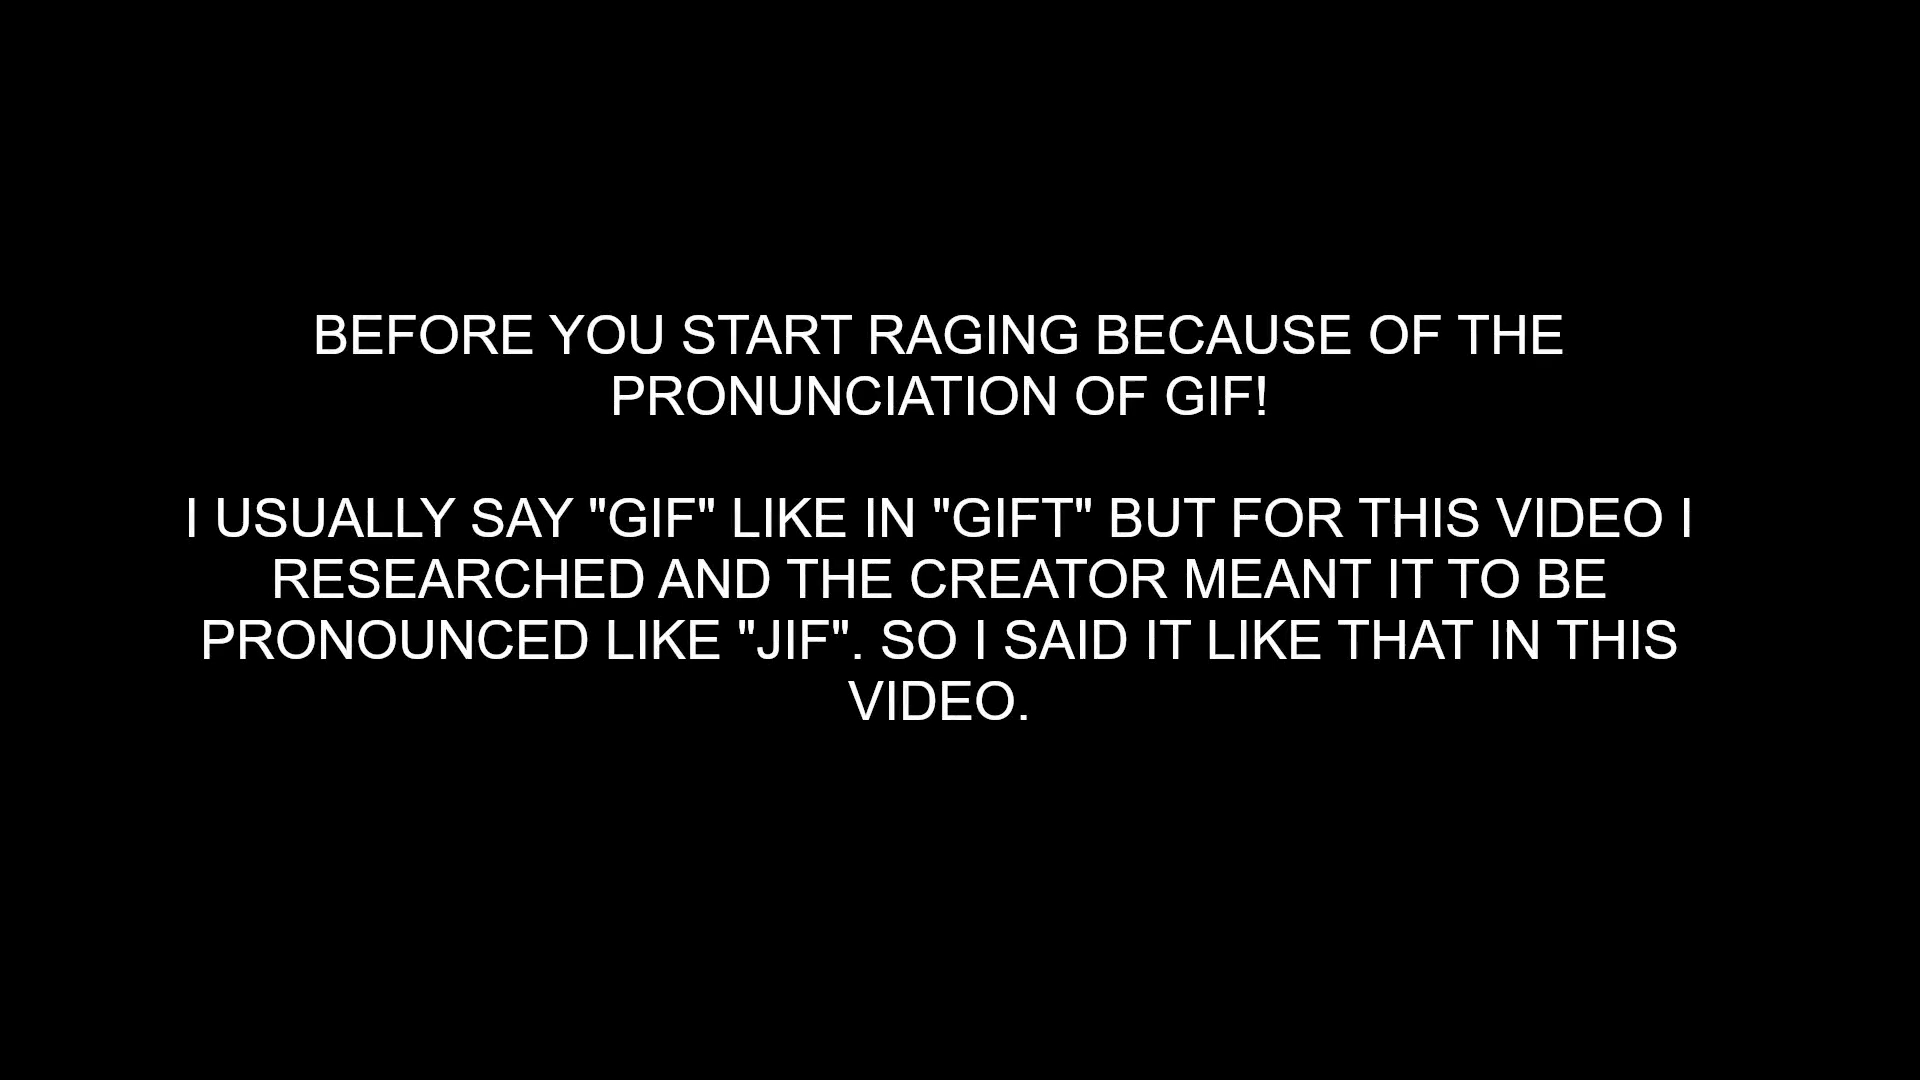 BEFORE YOU START RAGING BECAUSE OF THE
PRONUNCIATION OF GIF!
I USUALLY SAY "GIF" LIKE IN "GIFT" BUT FOR THIS VIDEO I
RESEARCHED AND THE CREATOR MEANT IT TO BE
PRONOUNCED LIKE "JIF". SO I SAID IT LIKE THAT IN THIS
VIDEO.